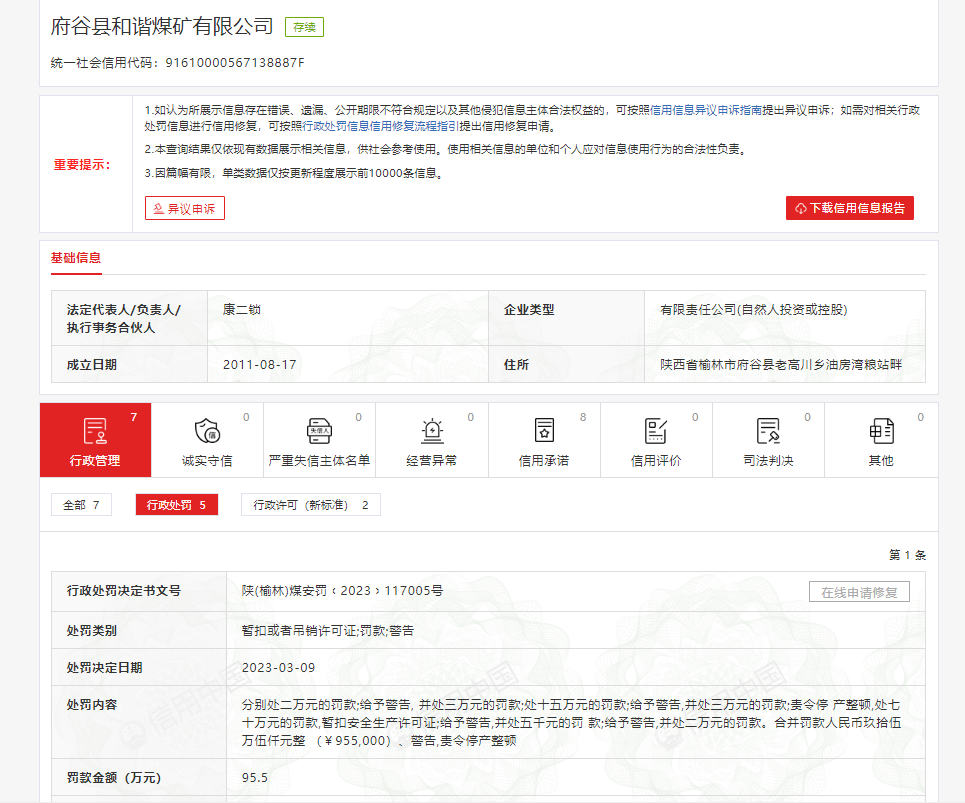 府谷县和谐煤矿有限公司 存续
统一社会信用代码：91610000567138887F
重要提示：
1.如认为所展示信息存在错误、遗漏、公开期限不符合规定以及其他侵犯信息主体合法权益的，可按照信用信息异议申诉指南提出异议申诉；如需对相关行政
处罚信息进行信用修复，可按照行政处罚信息信用修复流程指引提出信用修复申请。
2.本查询结果仅依现有数据展示相关信息，供社会参考使用。使用相关信息的单位和个人应对信息使用行为的合法性负责。
3.因篇幅有限，单类数据仅按更新程度展示前10000条信息。
异议申诉 下载信用信息报告
基础信息
法定代表人/负责人/
执行事务合伙人 康二锁 企业类型 有限责任公司(自然人投资或控股)
成立日期 2011-08-17 住所 陕西省榆林市府谷县老高川乡油房湾粮站畔
7 0 0 0 8 0 0 0
行政管理 诚实守信 严重失信主体名单 经营异常 信用承诺 信用评价 司法判决 其他
全部 7 行政处罚 5 行政许可（新标准） 2
第 1 条
行政处罚决定书文号 陕(榆林)煤安罚﹤2023﹥117005号 在线申请修复
处罚类别 暂扣或者吊销许可证;罚款;警告
处罚决定日期 2023-03-09
处罚内容 分别处二万元的罚款;给予警告, 并处三万元的罚款;处十五万元的罚款;给予警告,并处三万元的罚款;责令停 产整顿,处七
十万元的罚款,暂扣安全生产许可证;给予警告,并处五千元的罚 款;给予警告,并处二万元的罚款。合并罚款人民币玖拾伍
万伍仟元整 （￥955,000）、警告,责令停产整顿
罚款金额（万元） 95.5